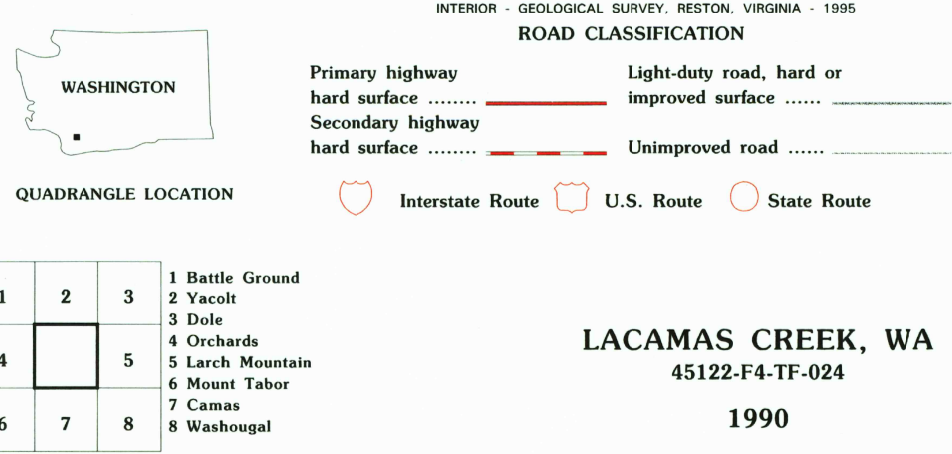 INTERIOR - GEOLOGICAL SURVEY, RESTON, VIRGINIA - 1995
ROAD CLASSIFICATION
Primary highway
hard surface ........
Light-duty road, hard or
improved surface ......
Secondary highway
hard surface ........
Unimproved road ......
Interstate Route
U.S. Route
State Route
WASHINGTON
QUADRANGLE LOCATION
1 2 3
4 5
6 7 8
1 Battle Ground
2 Yacolt
3 Dole
4 Orchards
5 Larch Mountain
6 Mount Tabor
7 Camas
8 Washougal
LACAMAS CREEK, WA
45122-F4-TF-024
1990